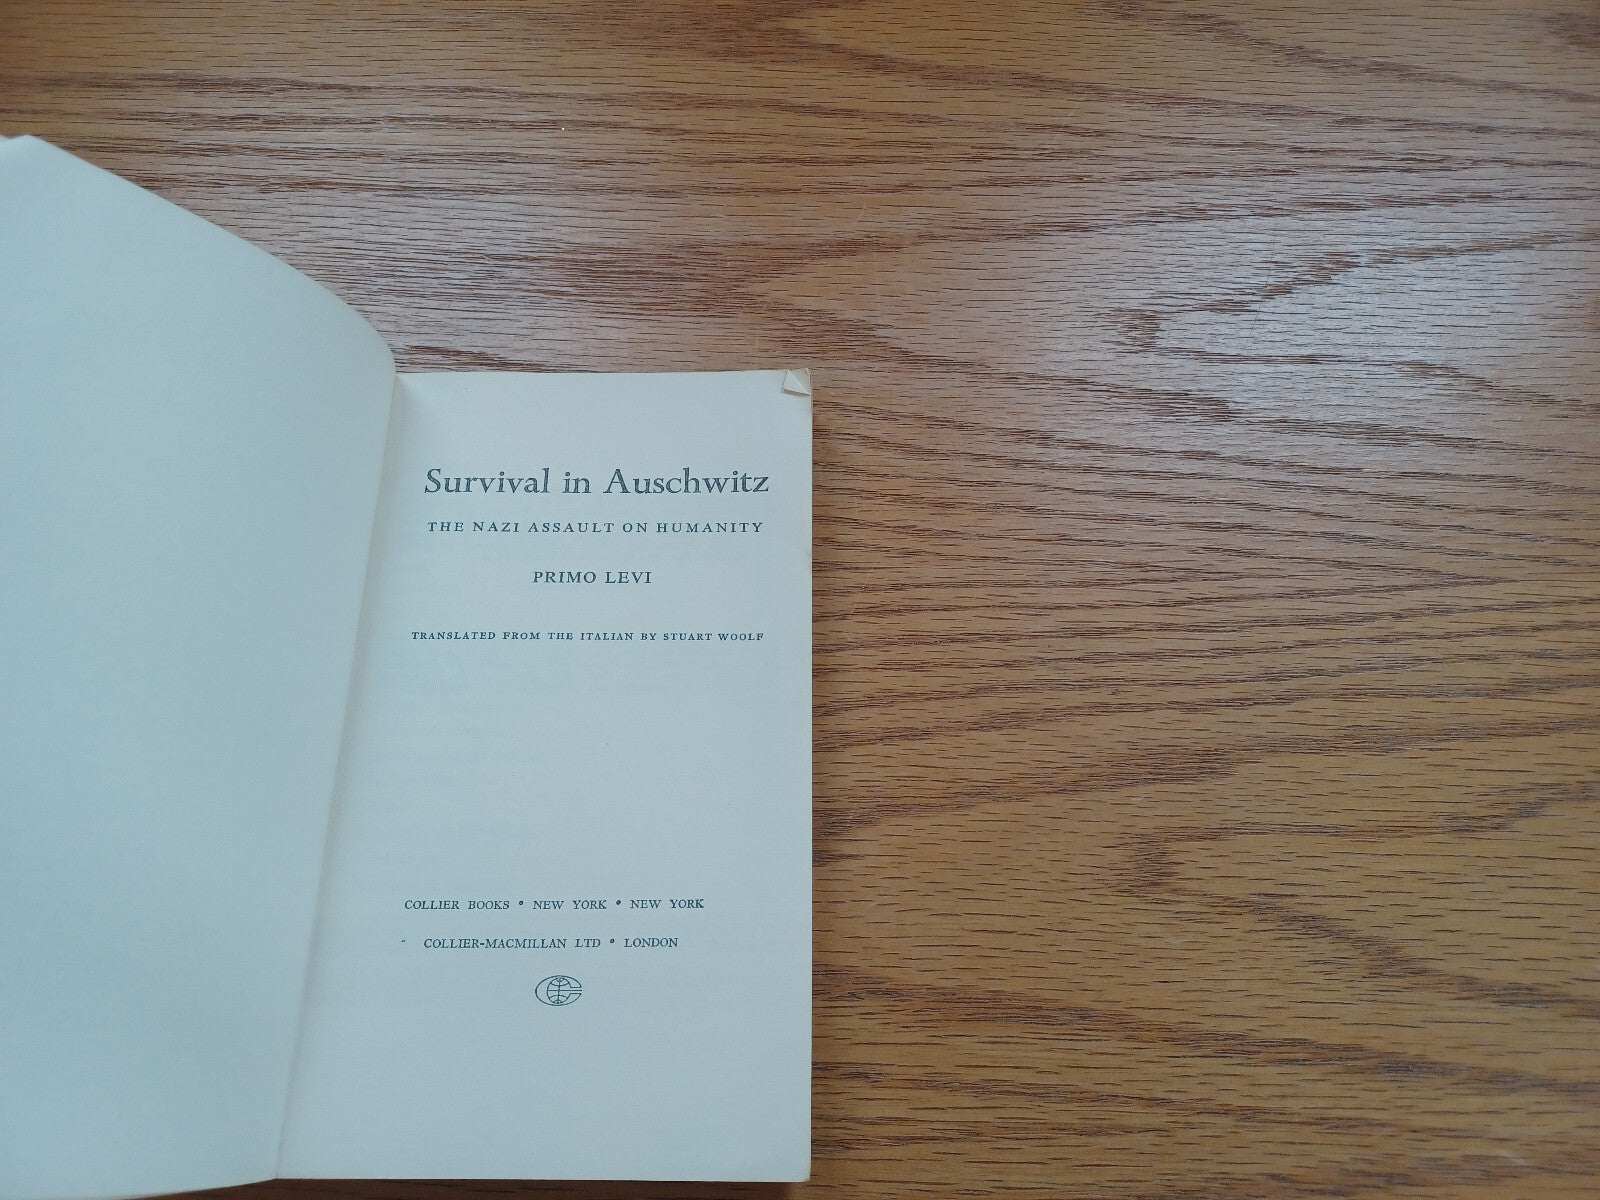 Survival in Auschwitz
THE NAZI ASSAULT ON HUMANITY
PRIMO LEVI
TRANSLATED FROM THE ITALIAN BY STUART WOOLF
COLLIER BOOKS • NEW YORK • NEW YORK
COLLIER-MACMILLAN LTD • LONDON